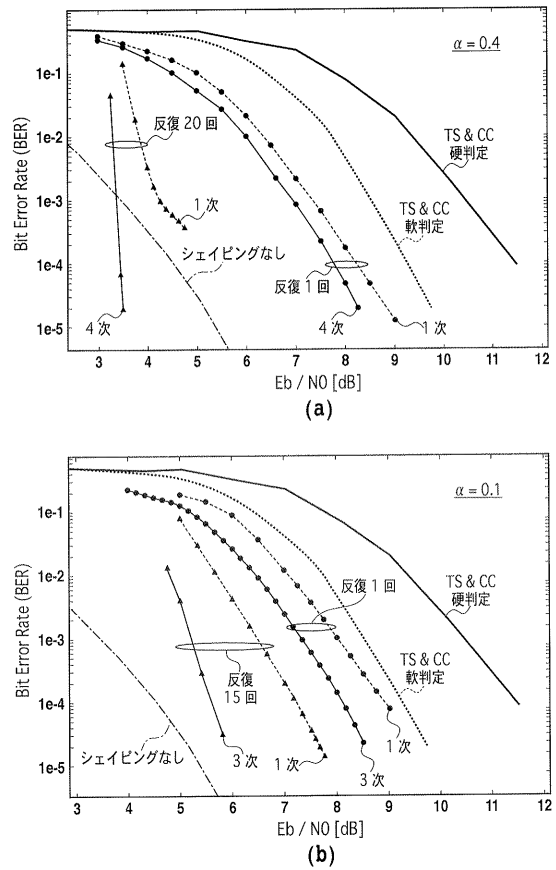 α = 0.4
1e-1
1e-2
1e-3
1e-4
1e-5
Bit Error Rate (BER)
反復 20 回
1 次
シェイピングなし
4 次
反復 1 回
4 次
1 次
TS & CC
硬判定
TS & CC
軟判定
3 4 5 6 7 8 9 10 11 12
Eb / N0 [dB]
(a)
α = 0.1
1e-1
1e-2
1e-3
1e-4
1e-5
Bit Error Rate (BER)
反復 1 回
TS & CC
硬判定
TS & CC
軟判定
反復
15 回
シェイピングなし
3 次
1 次
3 次
1 次
3 4 5 6 7 8 9 10 11 12
Eb / N0 [dB]
(b)